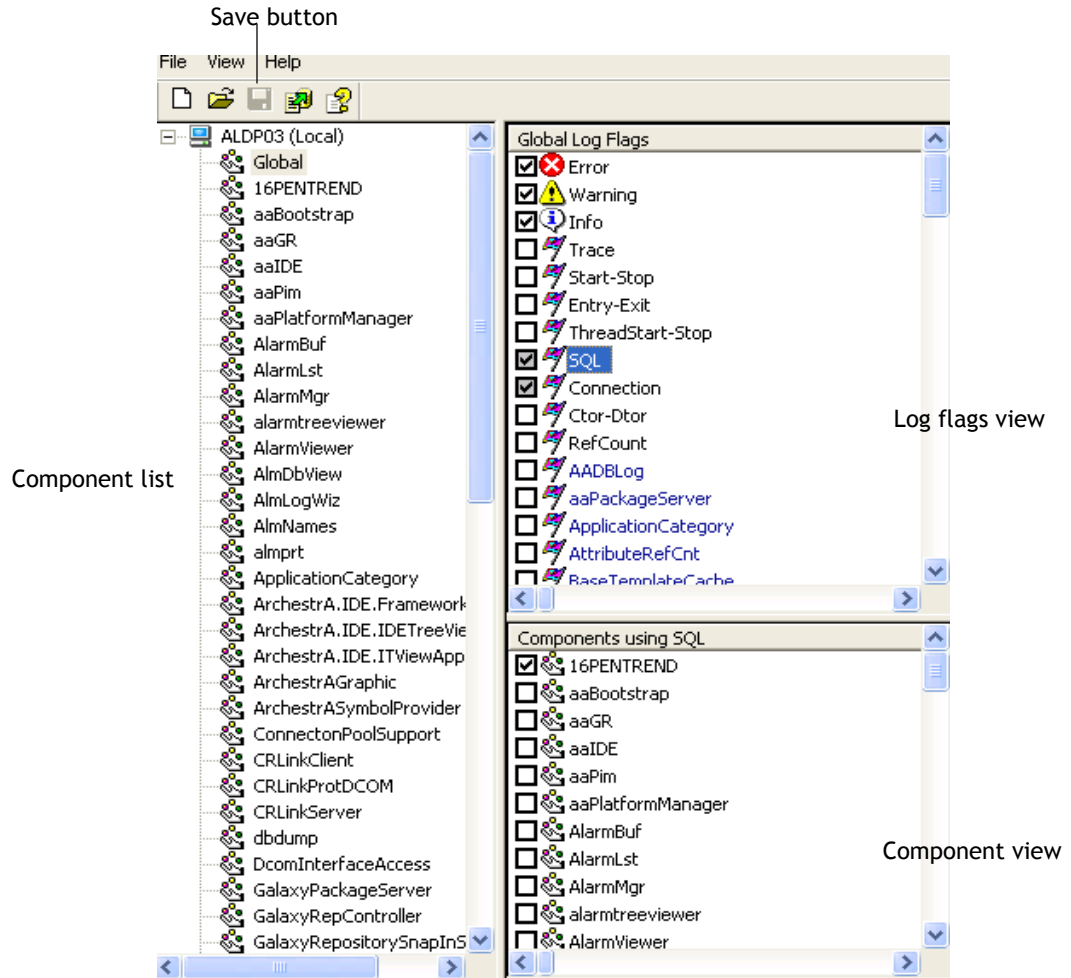 Save button
File View Help
ALDP03 (Local)
Global
16PENTREND
aaBootstrap
aaGR
aaIDE
aaPim
aaPlatformManager
AlarmBuf
AlarmLst
AlarmMgr
alarmtreeviewer
AlarmViewer
AlmDbView
AlmLogWiz
AlmNames
almprt
ApplicationCategory
ArchestrA.IDE.Framework
ArchestrA.IDE.IDETreeVie
ArchestrA.IDE.ITViewApp
ArchestrAGraphic
ArchestrASymbolProvider
ConnectonPoolSupport
CRLinkClient
CRLinkProtDCOM
CRLinkServer
dbdump
DcomInterfaceAccess
GalaxyPackageServer
GalaxyRepController
GalaxyRepositorySnapInS
Component list
Global Log Flags
Error
Warning
Info
Trace
Start-Stop
Entry-Exit
ThreadStart-Stop
SQL
Connection
Ctor-Dtor
RefCount
AADBLog
aaPackageServer
ApplicationCategory
AttributeRefCnt
BaseTemplateCache
Log flags view
Components using SQL
16PENTREND
aaBootstrap
aaGR
aaIDE
aaPim
aaPlatformManager
AlarmBuf
AlarmLst
AlarmMgr
alarmtreeviewer
AlarmViewer
Component view